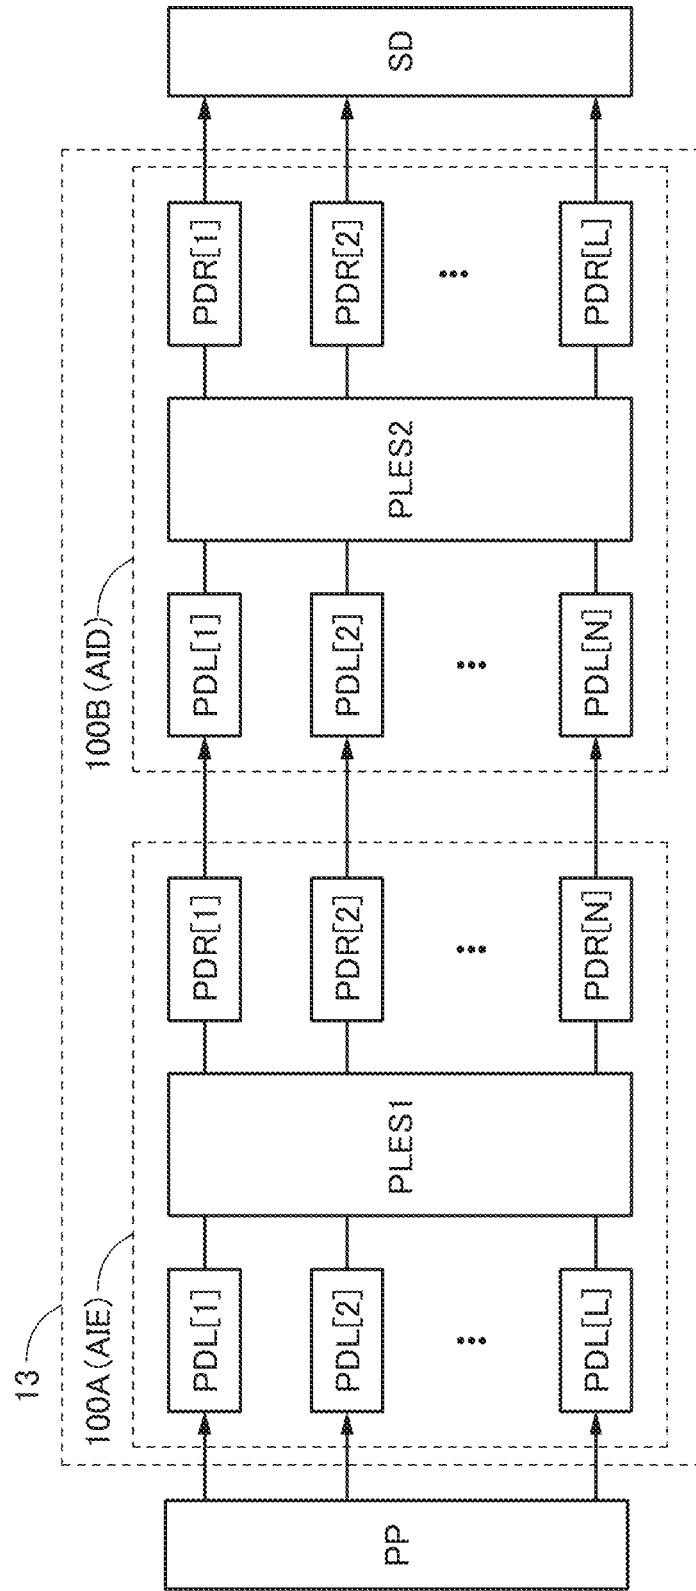 13
100A(AIE)
100B(AID)
PP
PDL[1]
PDL[2]
•••
PDL[L]
PLES1
PDR[1]
PDR[2]
•••
PDR[N]
PDL[1]
PDL[2]
•••
PDL[N]
PLES2
PDR[1]
PDR[2]
•••
PDR[L]
SD